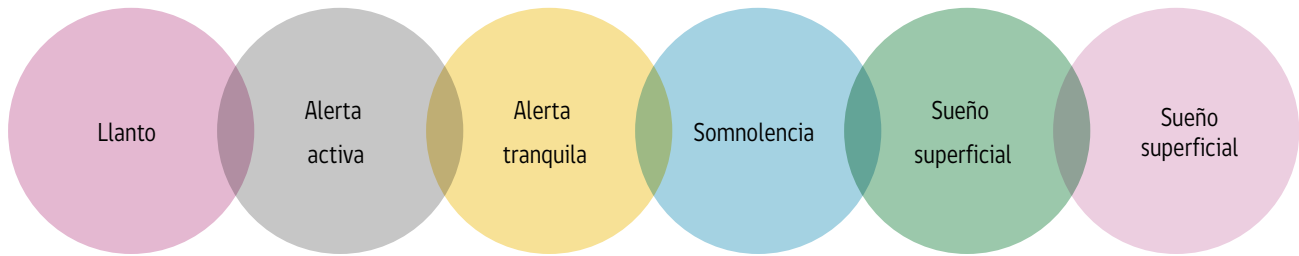 Llanto
Alerta
activa
Alerta
tranquila
Somnolencia
Sueño
superficial
Sueño
superficial